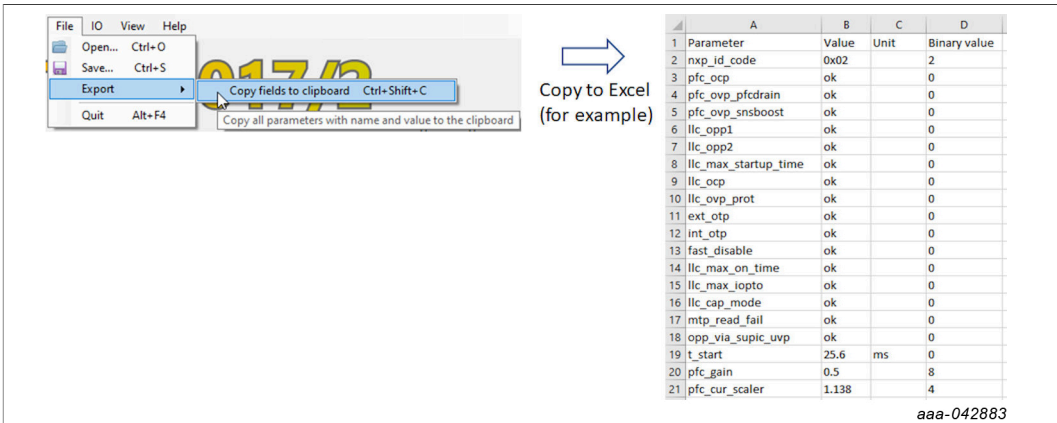 File IO View Help
Open... Ctrl+O
Save... Ctrl+S
Export
Copy fields to clipboard Ctrl+Shift+C
Quit Alt+F4
Copy all parameters with name and value to the clipboard
017/2
Copy to Excel
(for example)
A B C D
1 Parameter Value Unit Binary value
2 nxp_id_code 0x02 2
3 pfc_ocp ok 0
4 pfc_ovp_pfcdrain ok 0
5 pfc_ovp_snsboost ok 0
6 llc_opp1 ok 0
7 llc_opp2 ok 0
8 llc_max_startup_time ok 0
9 llc_ocp ok 0
10 llc_ovp_prot ok 0
11 ext_otp ok 0
12 int_otp ok 0
13 fast_disable ok 0
14 llc_max_on_time ok 0
15 llc_max_iopto ok 0
16 llc_cap_mode ok 0
17 mtp_read_fail ok 0
18 opp_via_supic_uvp ok 0
19 t_start 25.6 ms 0
20 pfc_gain 0.5 8
21 pfc_cur_scaler 1.138 4
aaa-042883